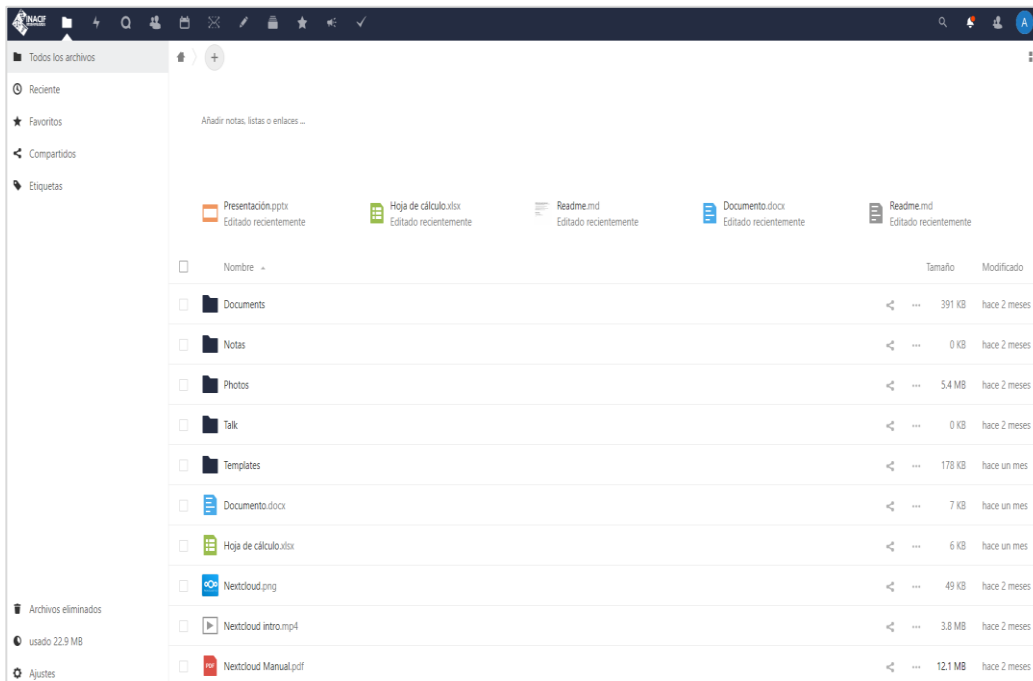 INACIF
A
Todos los archivos
Reciente
Favoritos
Compartidos
Etiquetas
Añadir notas, listas o enlaces ...
Presentación.pptx
Editado recientemente
Hoja de cálculo.xlsx
Editado recientemente
Readme.md
Editado recientemente
Documento.docx
Editado recientemente
Readme.md
Editado recientemente
Nombre Tamaño Modificado
Documents 391 KB hace 2 meses
Notas 0 KB hace 2 meses
Photos 5.4 MB hace 2 meses
Talk 0 KB hace 2 meses
Templates 178 KB hace un mes
Documento.docx 7 KB hace un mes
Hoja de cálculo.xlsx 6 KB hace un mes
Nextcloud.png 49 KB hace 2 meses
Nextcloud intro.mp4 3.8 MB hace 2 meses
PDF Nextcloud Manual.pdf 12.1 MB hace 2 meses
Archivos eliminados
usado 22.9 MB
Ajustes